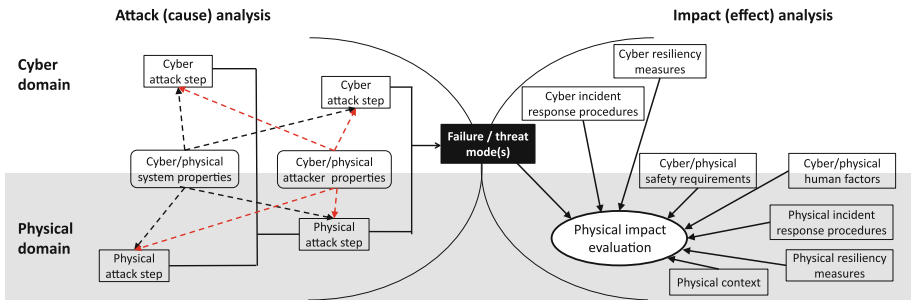 Attack (cause) analysis
Impact (effect) analysis
Cyber
domain
Cyber
attack step
Cyber
attack step
Cyber resiliency
measures
Cyber incident
response procedures
Failure / threat
mode(s)
Cyber/physical
system properties
Cyber/physical
attacker properties
Cyber/physical
safety requirements
Cyber/physical
human factors
Physical
domain
Physical
attack step
Physical
attack step
Physical impact
evaluation
Physical incident
response procedures
Physical resiliency
measures
Physical context